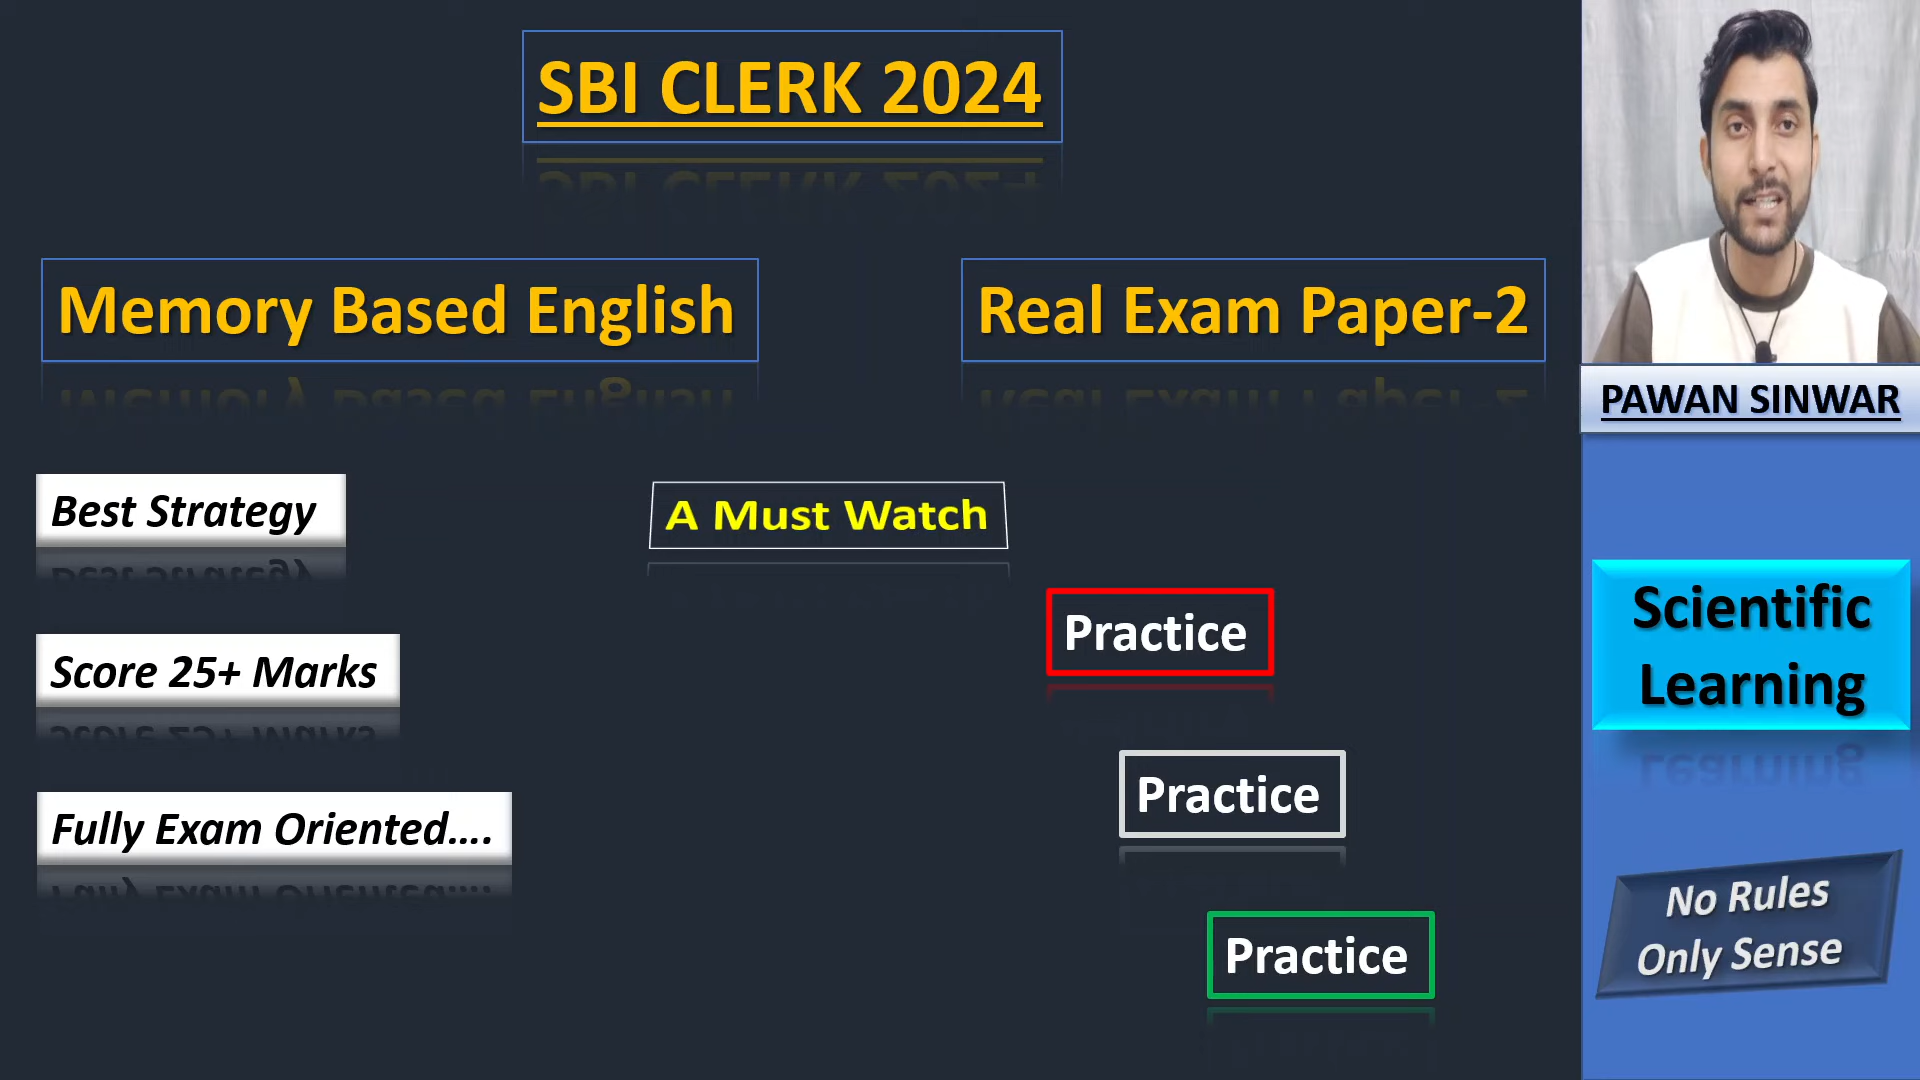 SBI CLERK 2024
Memory Based English
Real Exam Paper-2
PAWAN SINWAR
Best Strategy
A Must Watch
Practice
Score 25+ Marks
Practice
Fully Exam Oriented....
Practice
Scientific
Learning
No Rules
Only Sense